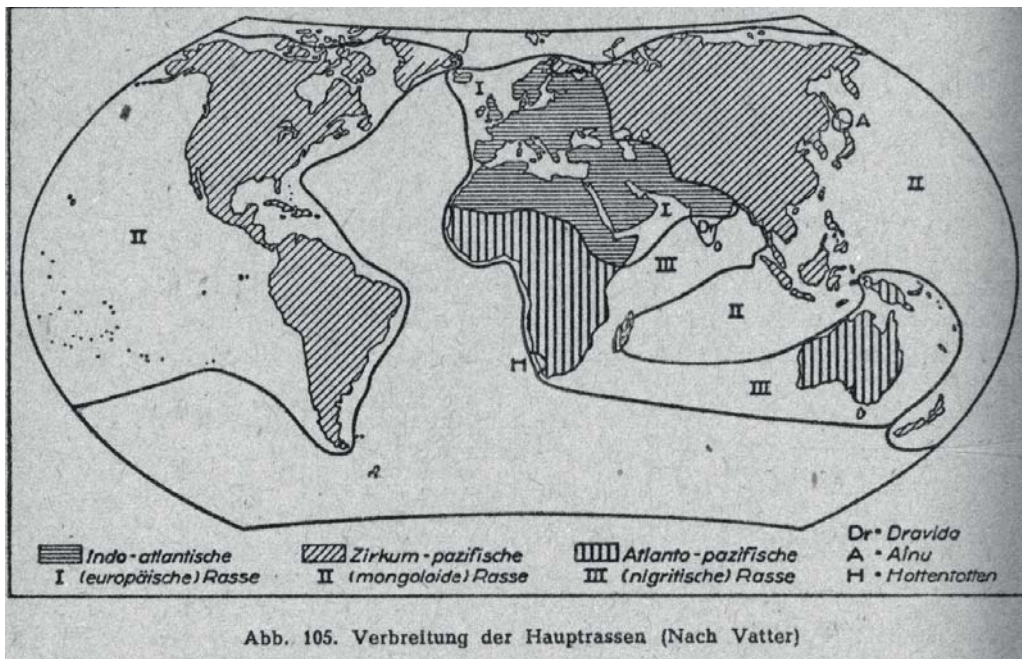 I
A
II
II
I
Dr
III
II
H
III
Indo-atlantische
I (europäische) Rasse
Zirkum-pazifische
II (mongoloide) Rasse
Atlanto-pazifische
III (nigritische) Rasse
Dr • Dravida
A • Ainu
H • Hottentotten
Abb. 105. Verbreitung der Hauptrassen (Nach Vatter)